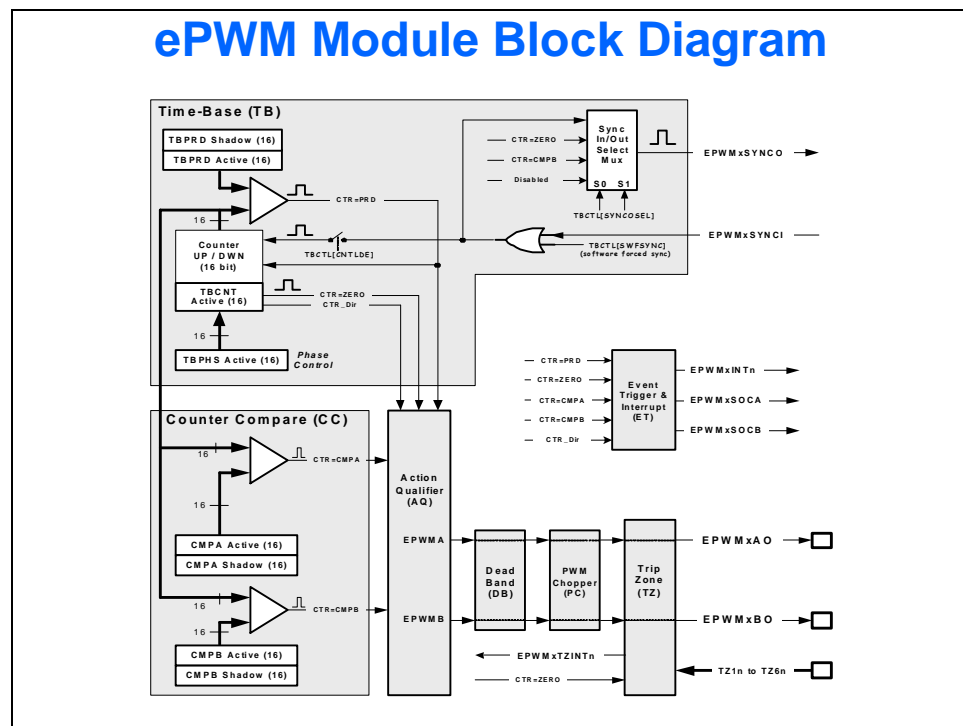 ePWM Module Block Diagram
Time-Base (TB)
TBPRD Shadow (16)
TBPRD Active (16)
CTR=PRD
16
Counter
UP / DWN
(16 bit)
TBCNT
Active (16)
CTR=ZERO
CTR_Dir
16
TBPHS Active (16)
Phase
Control
TBCTL[CNTLDE]
CTR=ZERO
CTR=CMPB
Disabled
Sync
In/Out
Select
Mux
S0 S1
TBCTL[SYNCOSEL]
EPWMxSYNCO
EPWMxSYNCI
TBCTL[SWFSYNC]
(software forced sync)
CTR=PRD
CTR=ZERO
CTR=CMPA
CTR=CMPB
CTR_Dir
Event
Trigger &
Interrupt
(ET)
EPWMxINTn
EPWMxSOCA
EPWMxSOCB
Counter Compare (CC)
16
CTR=CMPA
16
CMPA Active (16)
CMPA Shadow (16)
16
CTR=CMPB
16
CMPB Active (16)
CMPB Shadow (16)
Action
Qualifier
(AQ)
EPWMA
EPWMB
Dead
Band
(DB)
PWM
Chopper
(PC)
Trip
Zone
(TZ)
EPWMxAO
EPWMxBO
EPWMxTZINTn
CTR=ZERO
TZ1n to TZ6n